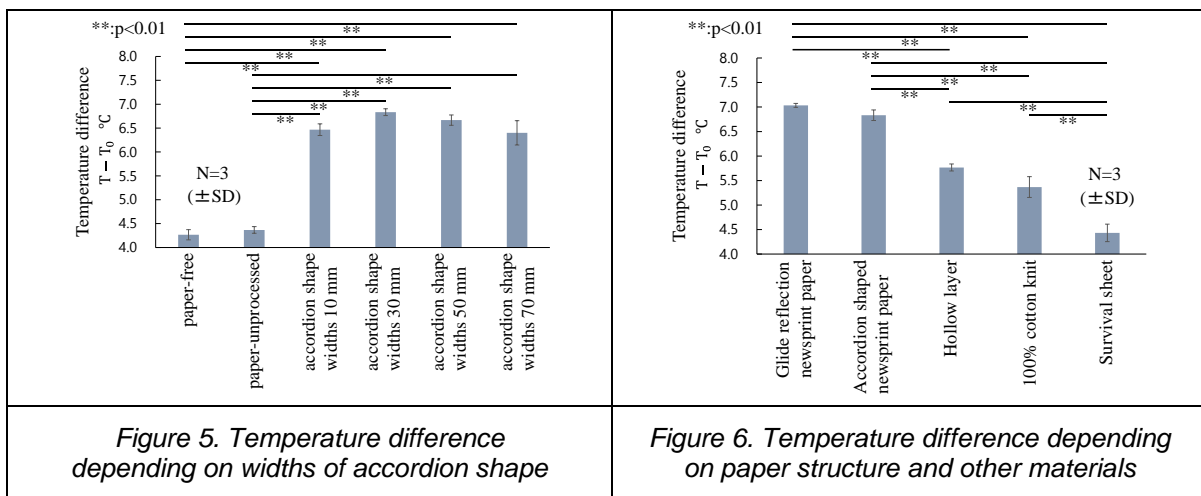 **:p<0.01
**
**
**
**
**
**
**
**
8.0
7.5
7.0
6.5
6.0
5.5
5.0
4.5
4.0
Temperature difference
T－T0 ℃
N=3
(±SD)
paper-free
paper-unprocessed
accordion shape
widths 10 mm
accordion shape
widths 30 mm
accordion shape
widths 50 mm
accordion shape
widths 70 mm
Figure 5. Temperature difference
depending on widths of accordion shape
**:p<0.01
**
**
**
**
**
**
**
**
8.0
7.5
7.0
6.5
6.0
5.5
5.0
4.5
4.0
Temperature difference
T－T0 ℃
N=3
(±SD)
Glide reflection
newsprint paper
Accordion shaped
newsprint paper
Hollow layer
100% cotton knit
Survival sheet
Figure 6. Temperature difference depending
on paper structure and other materials